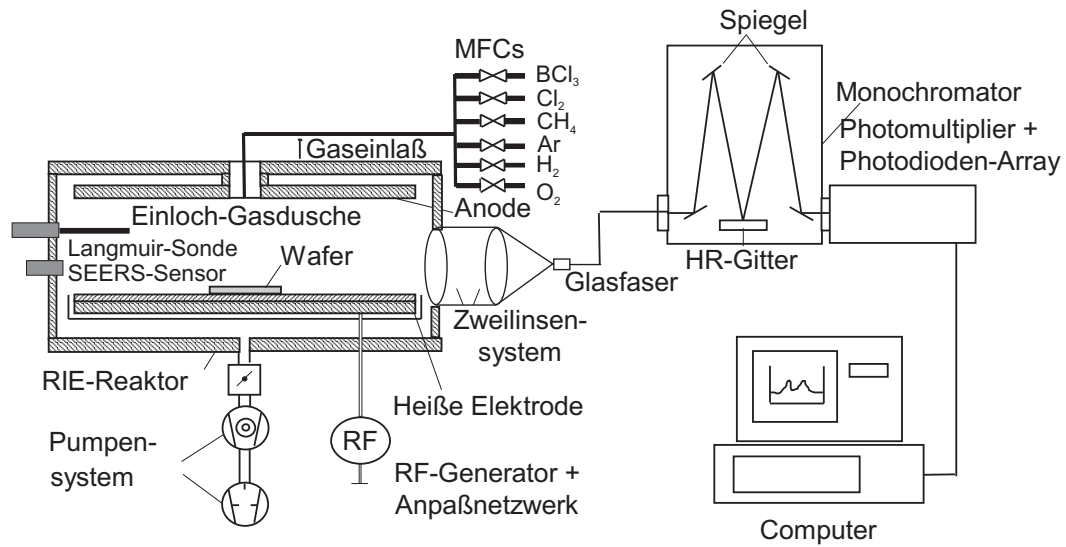 Spiegel
MFCs
BCl₃
Cl₂
CH₄
Ar
H₂
O₂
Monochromator
Photomultiplier +
Photodioden-Array
Gaseinlaß
Einloch-Gasdusche
Anode
Langmuir-Sonde
SEERS-Sensor
Wafer
HR-Gitter
Glasfaser
Zweilinsen-
system
RIE-Reaktor
Heiße Elektrode
Pumpen-
system
RF
RF-Generator +
Anpaßnetzwerk
Computer